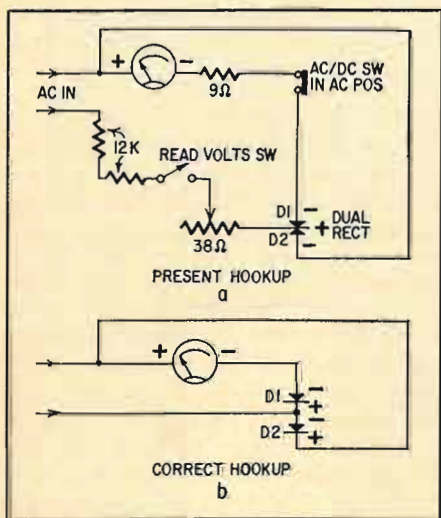 +
-
9Ω
AC/DC SW
IN AC POS
AC IN
12K
READ VOLTS SW
38Ω
D1 -
D2 + DUAL
- RECT
PRESENT HOOKUP
a
+
-
D1 -
+
-
D2 +
CORRECT HOOKUP
b